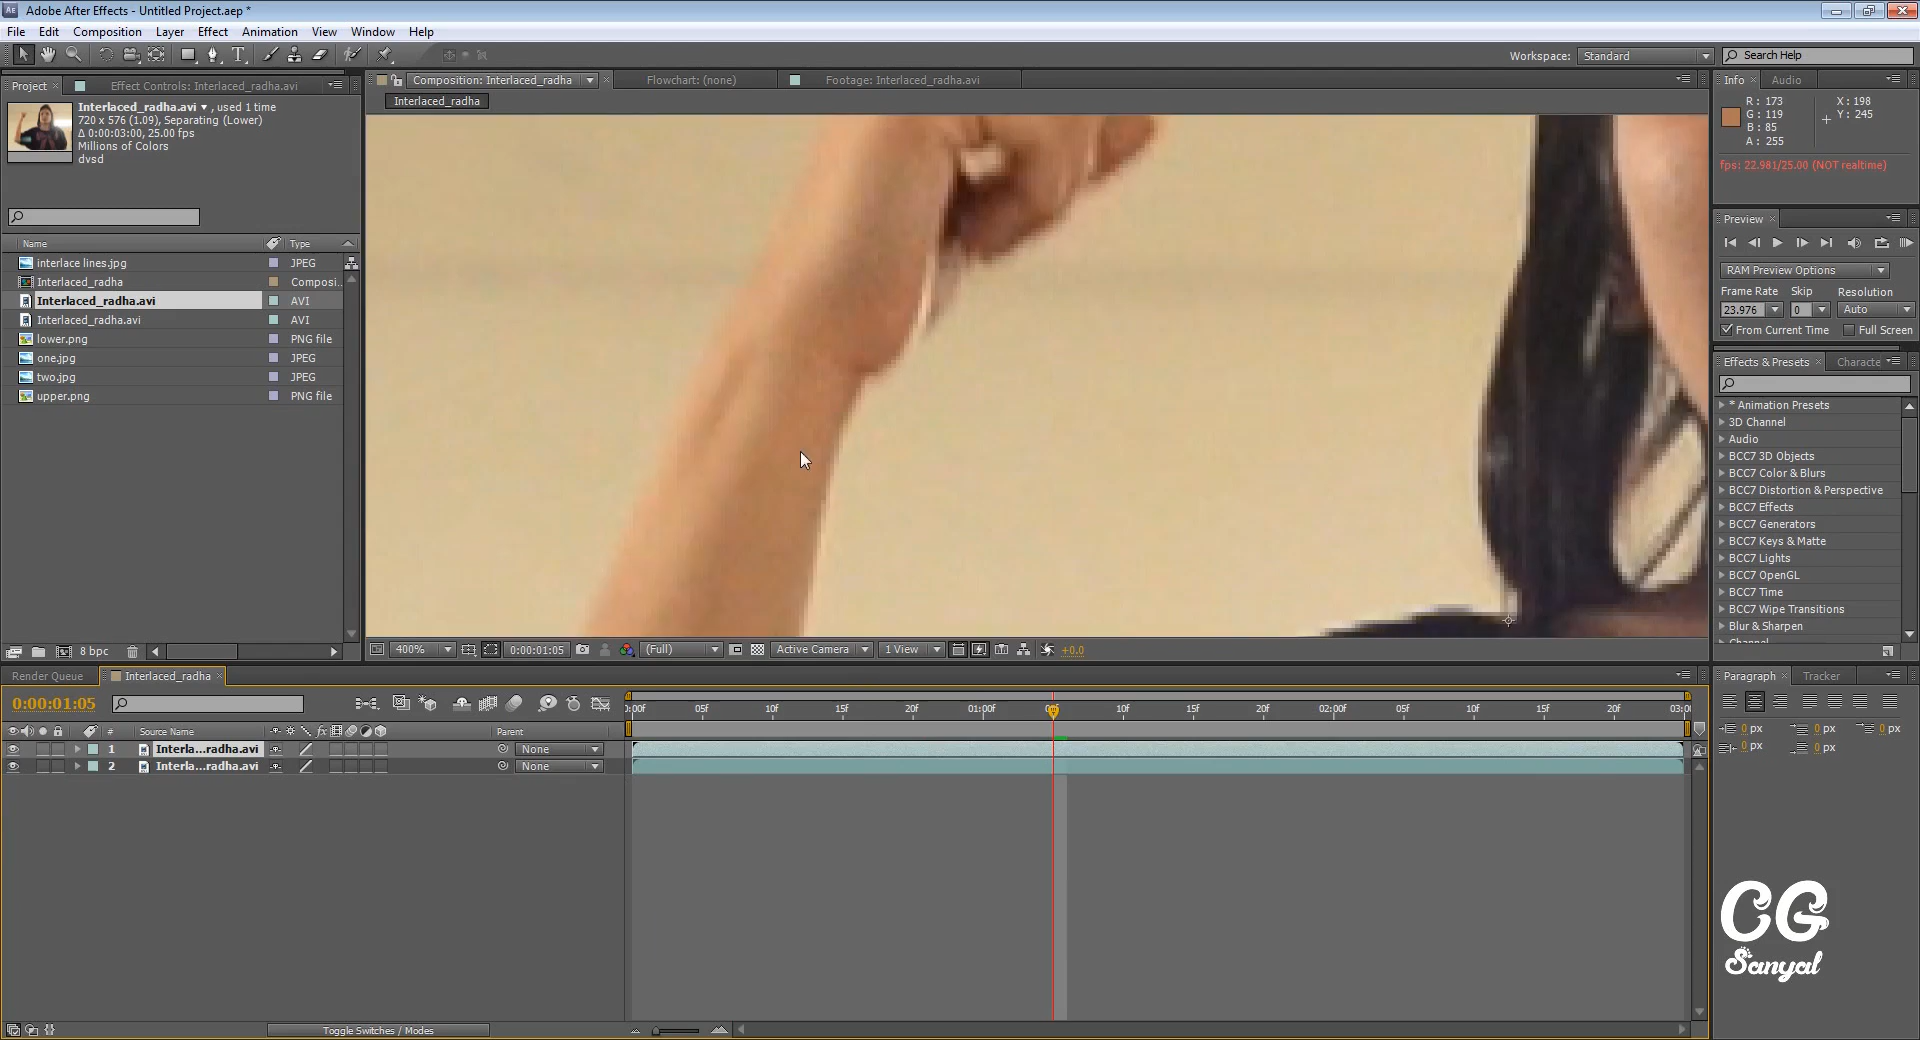 Adobe After Effects - Untitled Project.aep *
File Edit Composition Layer Effect Animation View Window Help
Workspace: Standard Search Help
Project Effect Controls: Interlaced_radha.avi
Interlaced_radha.avi ▼ , used 1 time
720 x 576 (1.09), Separating (Lower)
Δ 0:00:03:00, 25.00 fps
Millions of Colors
dvsd
Name Type
interlace lines.jpg JPEG
Interlaced_radha Composi..
Interlaced_radha.avi AVI
Interlaced_radha.avi AVI
lower.png PNG file
one.jpg JPEG
two.jpg JPEG
upper.png PNG file
8 bpc
Composition: Interlaced_radha Flowchart: (none) Footage: Interlaced_radha.avi
Interlaced_radha
400% 0:00:01:05 (Full) Active Camera 1 View +0.0
Info Audio
R : 173 X : 198
G : 119 Y : 245
B : 85
A : 255
fps: 22.981/25.00 (NOT realtime)
Preview
RAM Preview Options
Frame Rate Skip Resolution
23.976 0 Auto
From Current Time Full Screen
Effects & Presets Characte
* Animation Presets
3D Channel
Audio
BCC7 3D Objects
BCC7 Color & Blurs
BCC7 Distortion & Perspective
BCC7 Effects
BCC7 Generators
BCC7 Keys & Matte
BCC7 Lights
BCC7 OpenGL
BCC7 Time
BCC7 Wipe Transitions
Blur & Sharpen
Channel
Render Queue Interlaced_radha
0:00:01:05
# Source Name fx Parent
1 Interla...radha.avi None
2 Interla...radha.avi None
0:00f 05f 10f 15f 20f 01:00f 10f 15f 20f 02:00f 05f 10f 15f 20f 03:0
Toggle Switches / Modes
Paragraph Tracker
0 px 0 px 0 px
0 px 0 px
CG
Sanyal